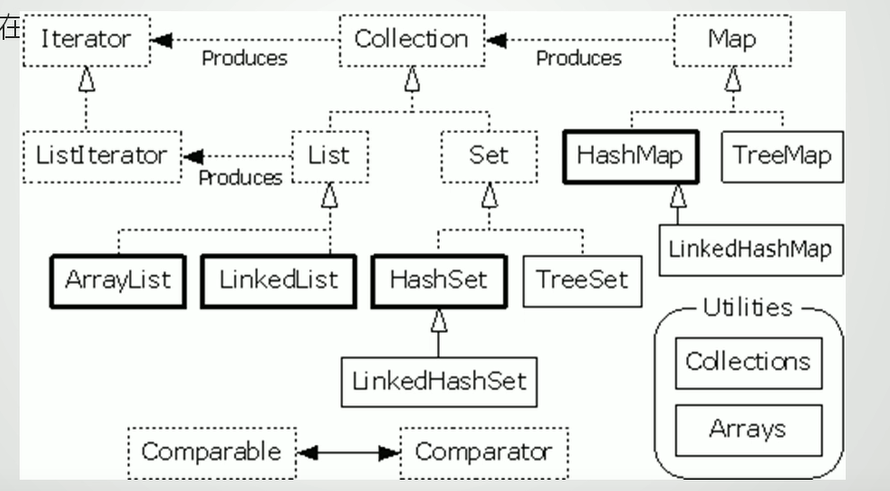 在
Iterator
Produces
Collection
Produces
Map
ListIterator
Produces
List
Set
HashMap
TreeMap
ArrayList
LinkedList
HashSet
TreeSet
LinkedHashMap
LinkedHashSet
Utilities
Collections
Arrays
Comparable
Comparator